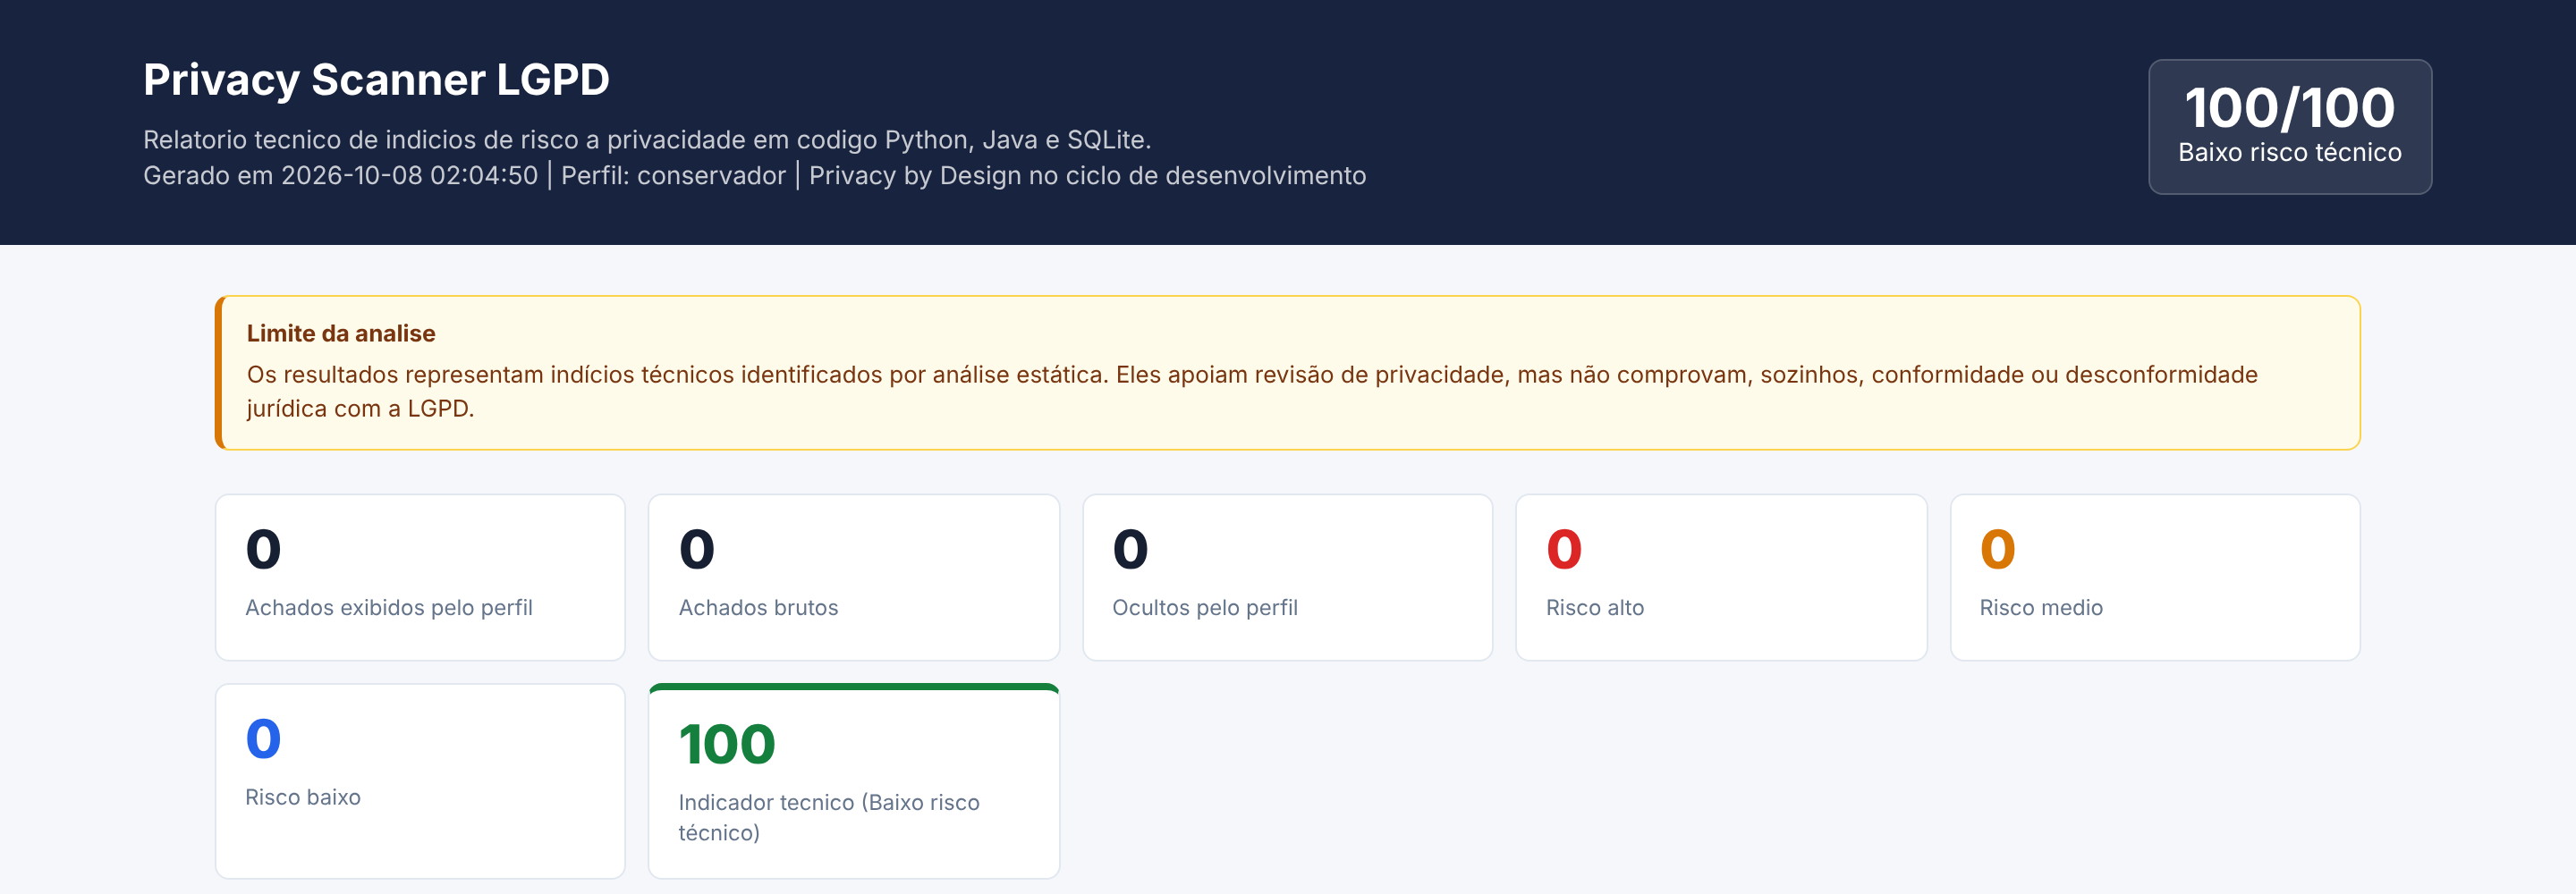 Privacy Scanner LGPD
Relatorio tecnico de indicios de risco a privacidade em codigo Python, Java e SQLite.
Gerado em 2026-10-08 02:04:50 | Perfil: conservador | Privacy by Design no ciclo de desenvolvimento
100/100
Baixo risco técnico
Limite da analise
Os resultados representam indícios técnicos identificados por análise estática. Eles apoiam revisão de privacidade, mas não comprovam, sozinhos, conformidade ou desconformidade
jurídica com a LGPD.
0
Achados exibidos pelo perfil
0
Achados brutos
0
Ocultos pelo perfil
0
Risco alto
0
Risco medio
0
Risco baixo
100
Indicador tecnico (Baixo risco
técnico)